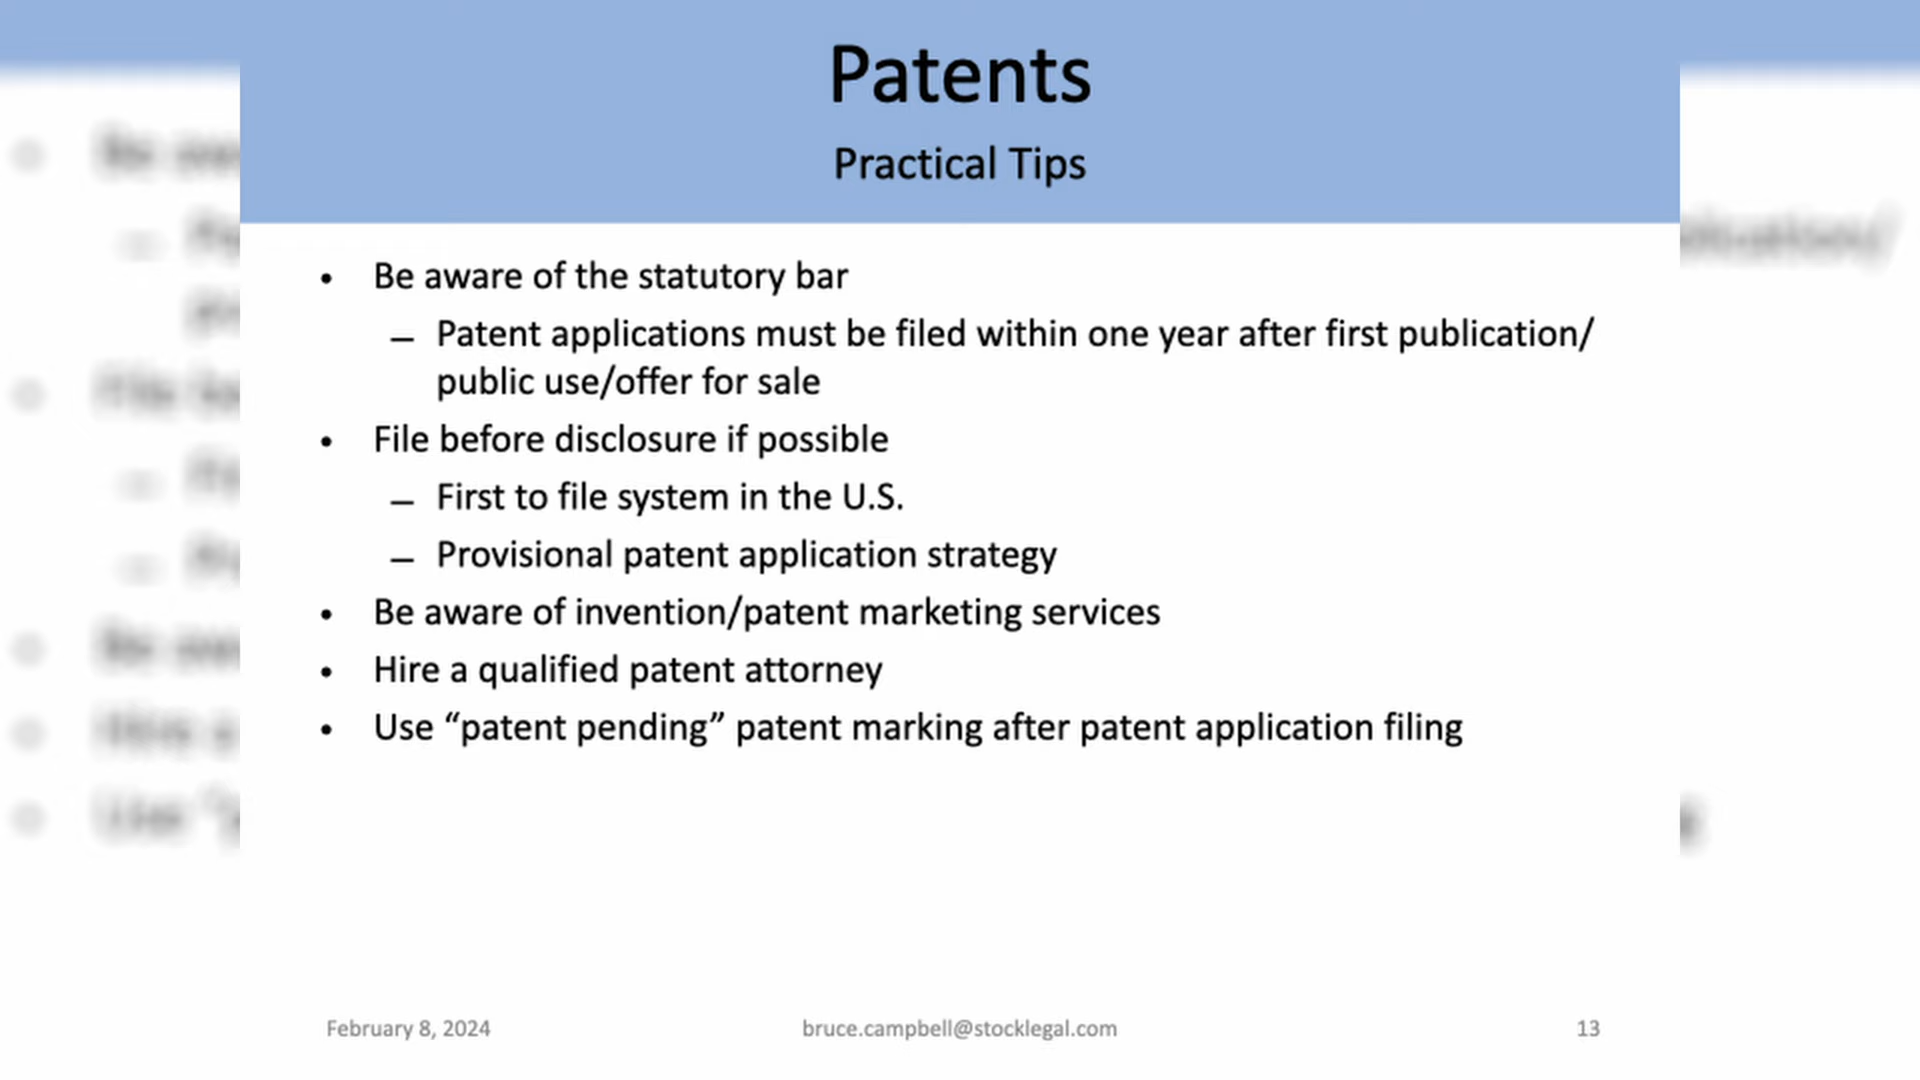 Patents
Practical Tips
• Be aware of the statutory bar
– Patent applications must be filed within one year after first publication/
public use/offer for sale
• File before disclosure if possible
– First to file system in the U.S.
– Provisional patent application strategy
• Be aware of invention/patent marketing services
• Hire a qualified patent attorney
• Use “patent pending” patent marking after patent application filing
February 8, 2024
bruce.campbell@stocklegal.com
13